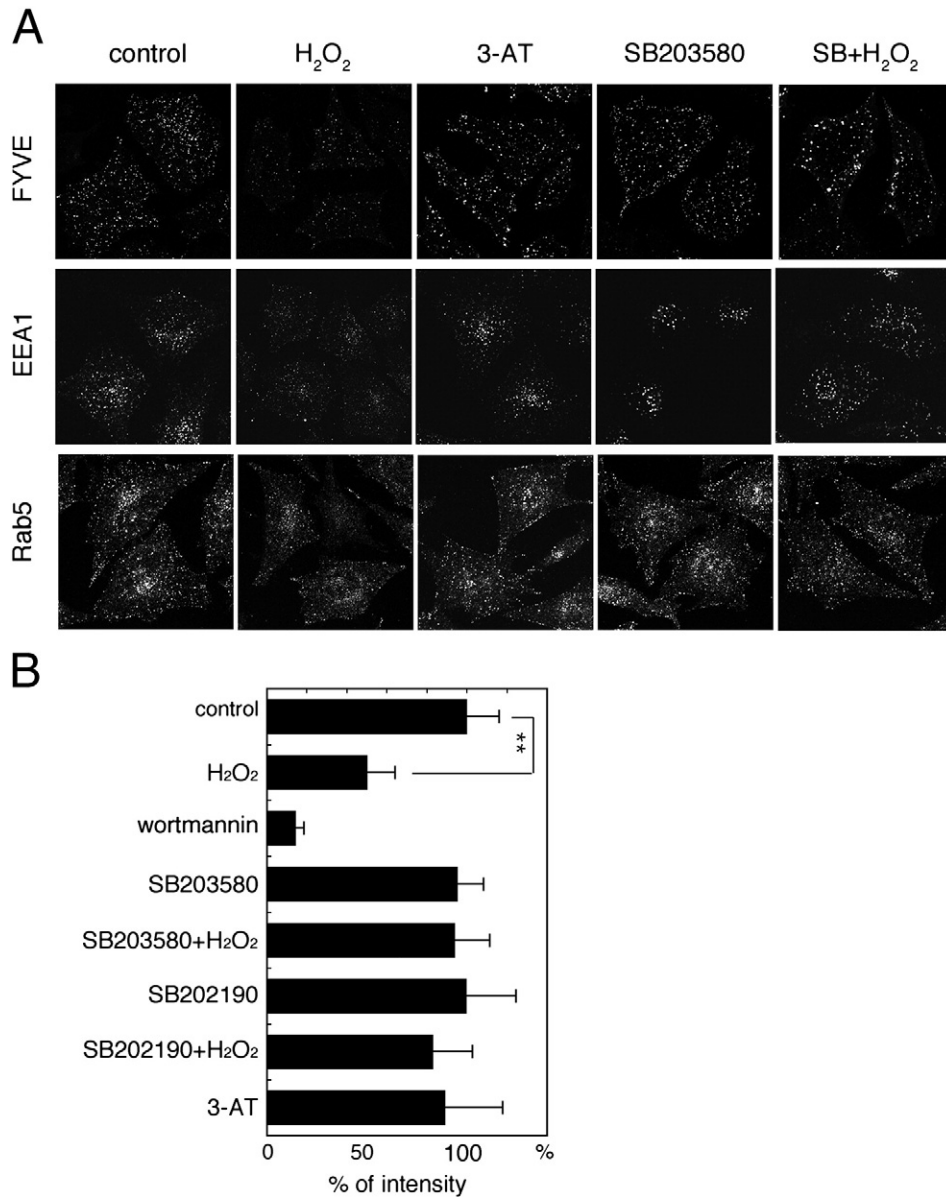 A
control H₂O₂ 3-AT SB203580 SB+H₂O₂
FYVE
EEA1
Rab5
B
control
**
H₂O₂
wortmannin
SB203580
SB203580+H₂O₂
SB202190
SB202190+H₂O₂
3-AT
0 50 100 %
% of intensity